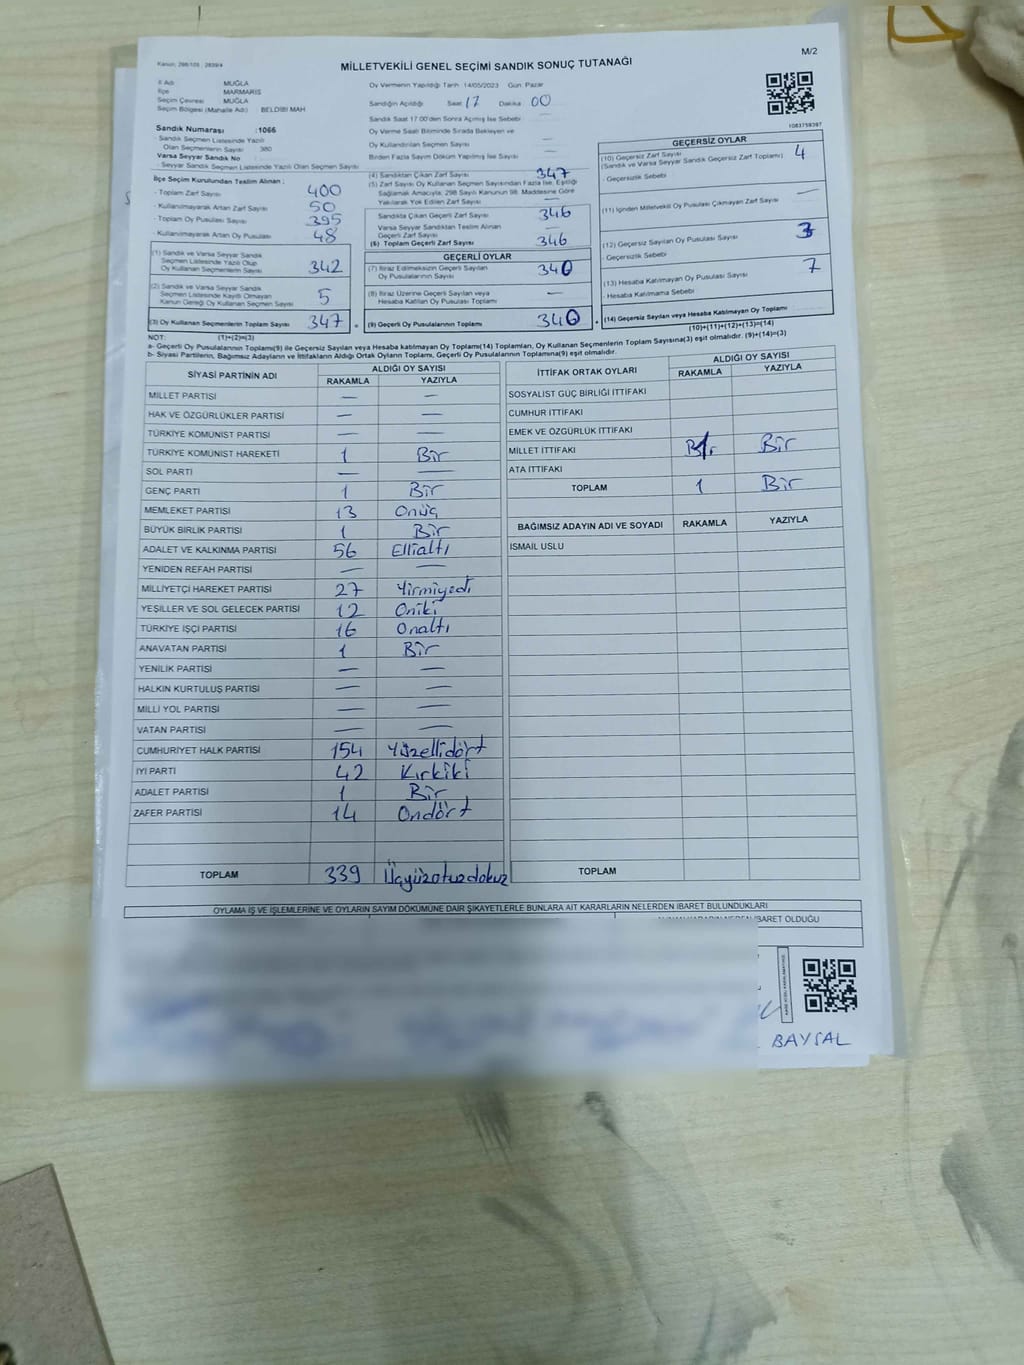 Kanun: 298/105 , 2839/4
M/2
MİLLETVEKİLİ GENEL SEÇİMİ SANDIK SONUÇ TUTANAĞI
İl Adı MUĞLA
İlçe MARMARİS
Seçim Çevresi MUĞLA
Seçim Bölgesi (Mahalle Adı) BELDİBİ MAH
Sandık Numarası :1066
Sandık Seçmen Listesinde Yazılı
Olan Seçmenlerin Sayısı 380
Varsa Seyyar Sandık No
Seyyar Sandık Seçmen Listesinde Yazılı Olan Seçmen Sayısı
İlçe Seçim Kurulundan Teslim Alınan ;
- Toplam Zarf Sayısı 400
- Kullanılmayarak Artan Zarf Sayısı 50
- Toplam Oy Pusulası Sayısı 395
- Kullanılmayarak Artan Oy Pusulası 48
(1) Sandık ve Varsa Seyyar Sandık
Seçmen Listesinde Yazılı Olup
Oy Kullanan Seçmenlerin Sayısı 342
(2) Sandık ve Varsa Seyyar Sandık
Seçmen Listesinde Kayıtlı Olmayan
Kanun Gereği Oy Kullanan Seçmen Sayısı 5
(3) Oy Kullanan Seçmenlerin Toplam Sayısı 347
(1)+(2)=(3)
Oy Vermenin Yapıldığı Tarih 14/05/2023 Gün: Pazar
Sandığın Açıldığı Saat 17 Dakika 00
Sandık Saat 17:00'den Sonra Açılmış İse Sebebi —
Oy Verme Saati Bitiminde Sırada Bekleyen ve
Oy Kullandırılan Seçmen Sayısı —
Birden Fazla Sayım Döküm Yapılmış İse Sayısı —
(4) Sandıktan Çıkan Zarf Sayısı 347
(5) Zarf Sayısı Oy Kullanan Seçmen Sayısından Fazla ise, Eşitliği
Sağlamak Amacıyla, 298 Sayılı Kanunun 98. Maddesine Göre
Yakılarak Yok Edilen Zarf Sayısı —
Sandıkta Çıkan Geçerli Zarf Sayısı 346
Varsa Seyyar Sandıktan Teslim Alınan
Geçerli Zarf Sayısı —
(6) Toplam Geçerli Zarf Sayısı 346
GEÇERLİ OYLAR
(7) İtiraz Edilmeksizin Geçerli Sayılan
Oy Pusulalarının Sayısı 340
(8) İtiraz Üzerine Geçerli Sayılan veya
Hesaba Katılan Oy Pusulası Toplamı —
(9) Geçerli Oy Pusulalarının Toplamı 340
1083759397
GEÇERSİZ OYLAR
(10) Geçersiz Zarf Sayısı 4
(Sandık ve Varsa Seyyar Sandık Geçersiz Zarf Toplamı)
- Geçersizlik Sebebi
(11) İçinden Milletvekili Oy Pusulası Çıkmayan Zarf Sayısı —
(12) Geçersiz Sayılan Oy Pusulası Sayısı 3
- Geçersizlik Sebebi
(13) Hesaba Katılmayan Oy Pusulası Sayısı 7
- Hesaba Katılmama Sebebi
(14) Geçersiz Sayılan veya Hesaba Katılmayan Oy Toplamı
(10)+(11)+(12)+(13)=(14)
NOT:
a- Geçerli Oy Pusulalarının Toplamı(9) ile Geçersiz Sayılan veya Hesaba katılmayan Oy Toplamı(14) Toplamları, Oy Kullanan Seçmenlerin Toplam Sayısına(3) eşit olmalıdır. (9)+(14)=(3)
b- Siyasi Partilerin, Bağımsız Adayların ve İttifakların Aldığı Ortak Oyların Toplamı, Geçerli Oy Pusulalarının Toplamına(9) eşit olmalıdır.
SİYASİ PARTİNİN ADI ALDIĞI OY SAYISI
RAKAMLA YAZIYLA
MİLLET PARTİSİ — —
HAK VE ÖZGÜRLÜKLER PARTİSİ — —
TÜRKİYE KOMÜNİST PARTİSİ — —
TÜRKİYE KOMÜNİST HAREKETİ 1 Bir
SOL PARTİ — —
GENÇ PARTİ 1 Bir
MEMLEKET PARTİSİ 13 Onüç
BÜYÜK BİRLİK PARTİSİ 1 Bir
ADALET VE KALKINMA PARTİSİ 56 Ellialtı
YENİDEN REFAH PARTİSİ — —
MİLLİYETÇİ HAREKET PARTİSİ 27 Yirmiyedi
YEŞİLLER VE SOL GELECEK PARTİSİ 12 Oniki
TÜRKİYE İŞÇİ PARTİSİ 16 Onaltı
ANAVATAN PARTİSİ 1 Bir
YENİLİK PARTİSİ — —
HALKIN KURTULUŞ PARTİSİ — —
MİLLİ YOL PARTİSİ — —
VATAN PARTİSİ — —
CUMHURİYET HALK PARTİSİ 154 Yüzellidört
İYİ PARTİ 42 Kırkiki
ADALET PARTİSİ 1 Bir
ZAFER PARTİSİ 14 Ondört
TOPLAM 339 Üçyüzotuzdokuz
İTTİFAK ORTAK OYLARI ALDIĞI OY SAYISI
RAKAMLA YAZIYLA
SOSYALİST GÜÇ BİRLİĞİ İTTİFAKI
CUMHUR İTTİFAKI
EMEK VE ÖZGÜRLÜK İTTİFAKI
MİLLET İTTİFAKI 1 Bir
ATA İTTİFAKI
TOPLAM 1 Bir
BAĞIMSIZ ADAYIN ADI VE SOYADI RAKAMLA YAZIYLA
İSMAİL USLU
TOPLAM
OYLAMA İŞ VE İŞLEMLERİNE VE OYLARIN SAYIM DÖKÜMÜNE DAİR ŞİKAYETLERLE BUNLARA AİT KARARLARIN NELERDEN İBARET BULUNDUKLARI
İBARET OLDUĞU
BAYSAL